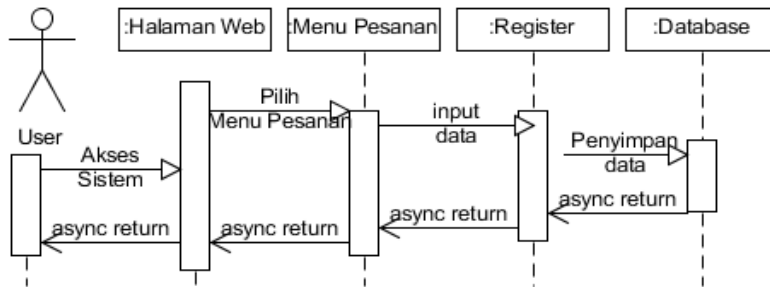 :Halaman Web
:Menu Pesanan
:Register
:Database
User
Pilih
Menu Pesanan
input
data
Akses
Sistem
Penyimpan
data
async return
async return
async return
async return